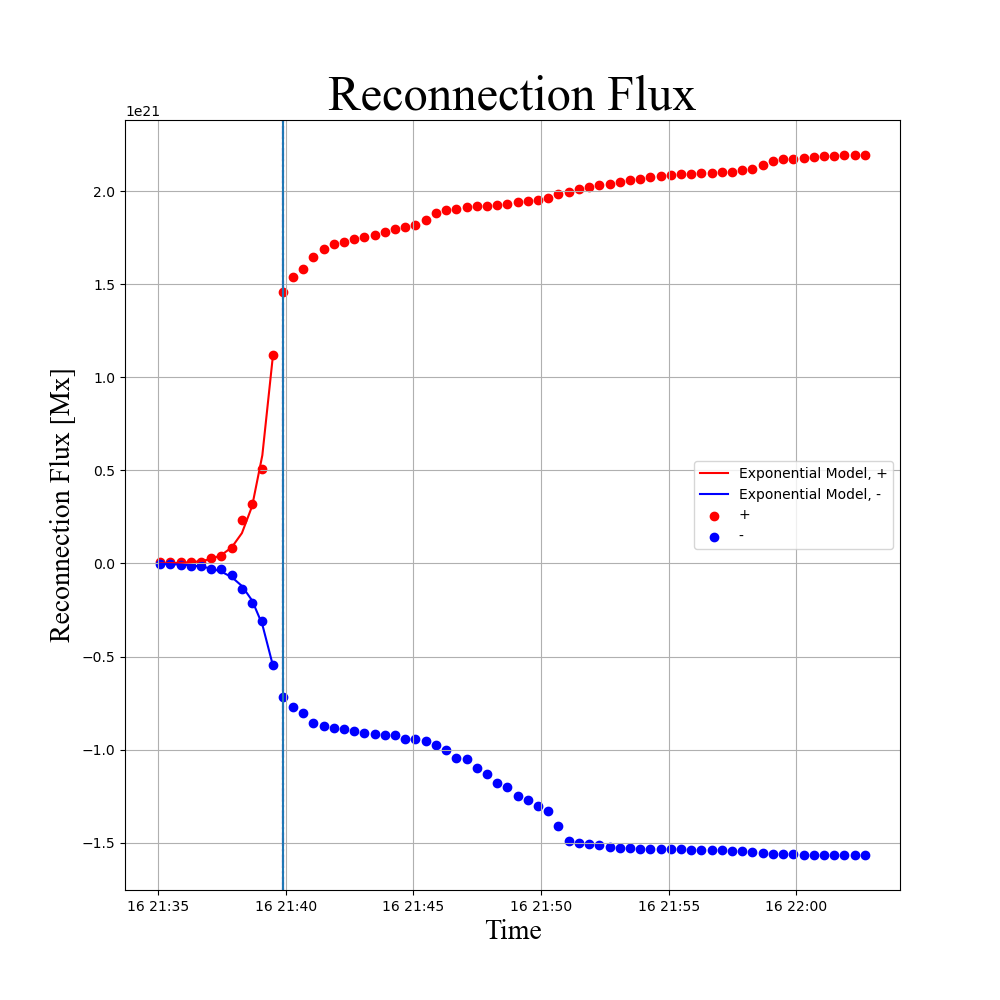 Reconnection Flux
1e21
2.0
1.5
1.0
0.5
0.0
−0.5
−1.0
−1.5
Reconnection Flux [Mx]
Exponential Model, +
Exponential Model, -
+
-
16 21:35 16 21:40 16 21:45 16 21:50 16 21:55 16 22:00
Time